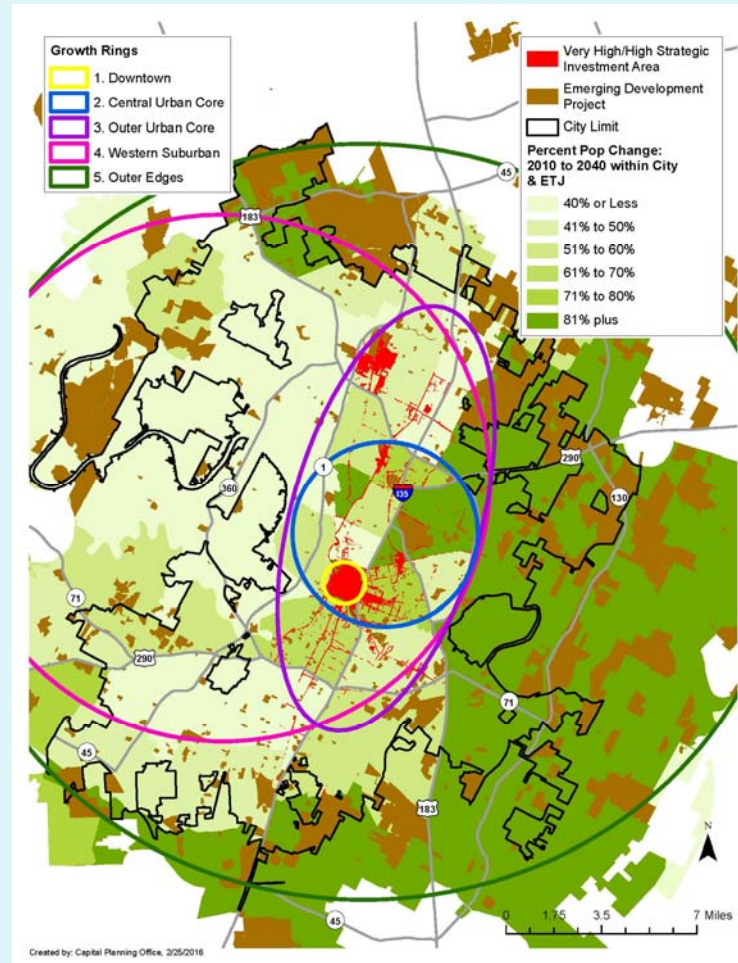 Growth Rings
1. Downtown
2. Central Urban Core
3. Outer Urban Core
4. Western Suburban
5. Outer Edges
Very High/High Strategic
Investment Area
Emerging Development
Project
City Limit
Percent Pop Change:
2010 to 2040 within City
& ETJ
40% or Less
41% to 50%
51% to 60%
61% to 70%
71% to 80%
81% plus
45
183
1
290
360
I35
130
71
290
71
45
183
45
N
0 1.75 3.5 7 Miles
Created by: Capital Planning Office, 2/25/2016